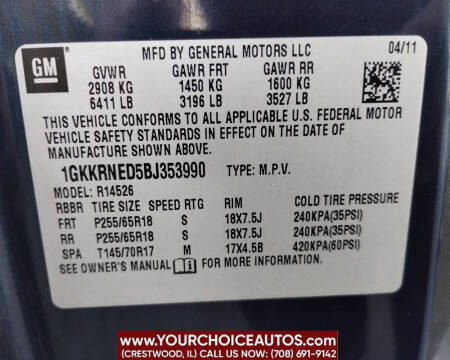 GM
MFD BY GENERAL MOTORS LLC 04/11
GVWR GAWR FRT GAWR RR
2908 KG 1450 KG 1600 KG
6411 LB 3196 LB 3527 LB
THIS VEHICLE CONFORMS TO ALL APPLICABLE U.S. FEDERAL MOTOR
VEHICLE SAFETY STANDARDS IN EFFECT ON THE DATE OF
MANUFACTURE SHOWN ABOVE.
1GKKRNED5BJ353990 TYPE: M.P.V.
MODEL: R14526
RBBR TIRE SIZE SPEED RTG RIM COLD TIRE PRESSURE
FRT P255/65R18 S 18X7.5J 240KPA(35PSI)
RR P255/65R18 S 18X7.5J 240KPA(35PSI)
SPA T145/70R17 M 17X4.5B 420KPA(60PSI)
SEE OWNER'S MANUAL FOR MORE INFORMATION.
WWW.YOURCHOICEAUTOS.COM
(CRESTWOOD, IL) CONTACT US TODAY: (708) 691-9142